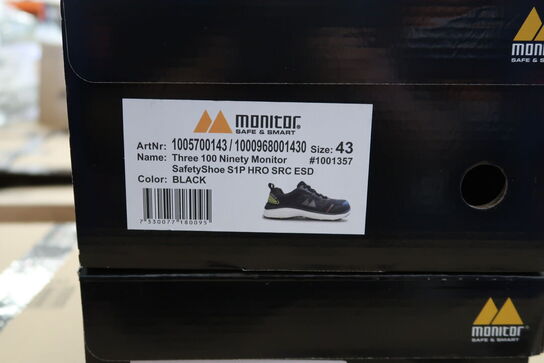 MONITOR
SAFE & SMART
MONITOR
SAFE & SMART
ArtNr: 1005700143 / 1000968001430 Size: 43
Name: Three 100 Ninety Monitor #1001357
SafetyShoe S1P HRO SRC ESD
Color: BLACK
7330077180095
MONITOR
SAFE & SMART